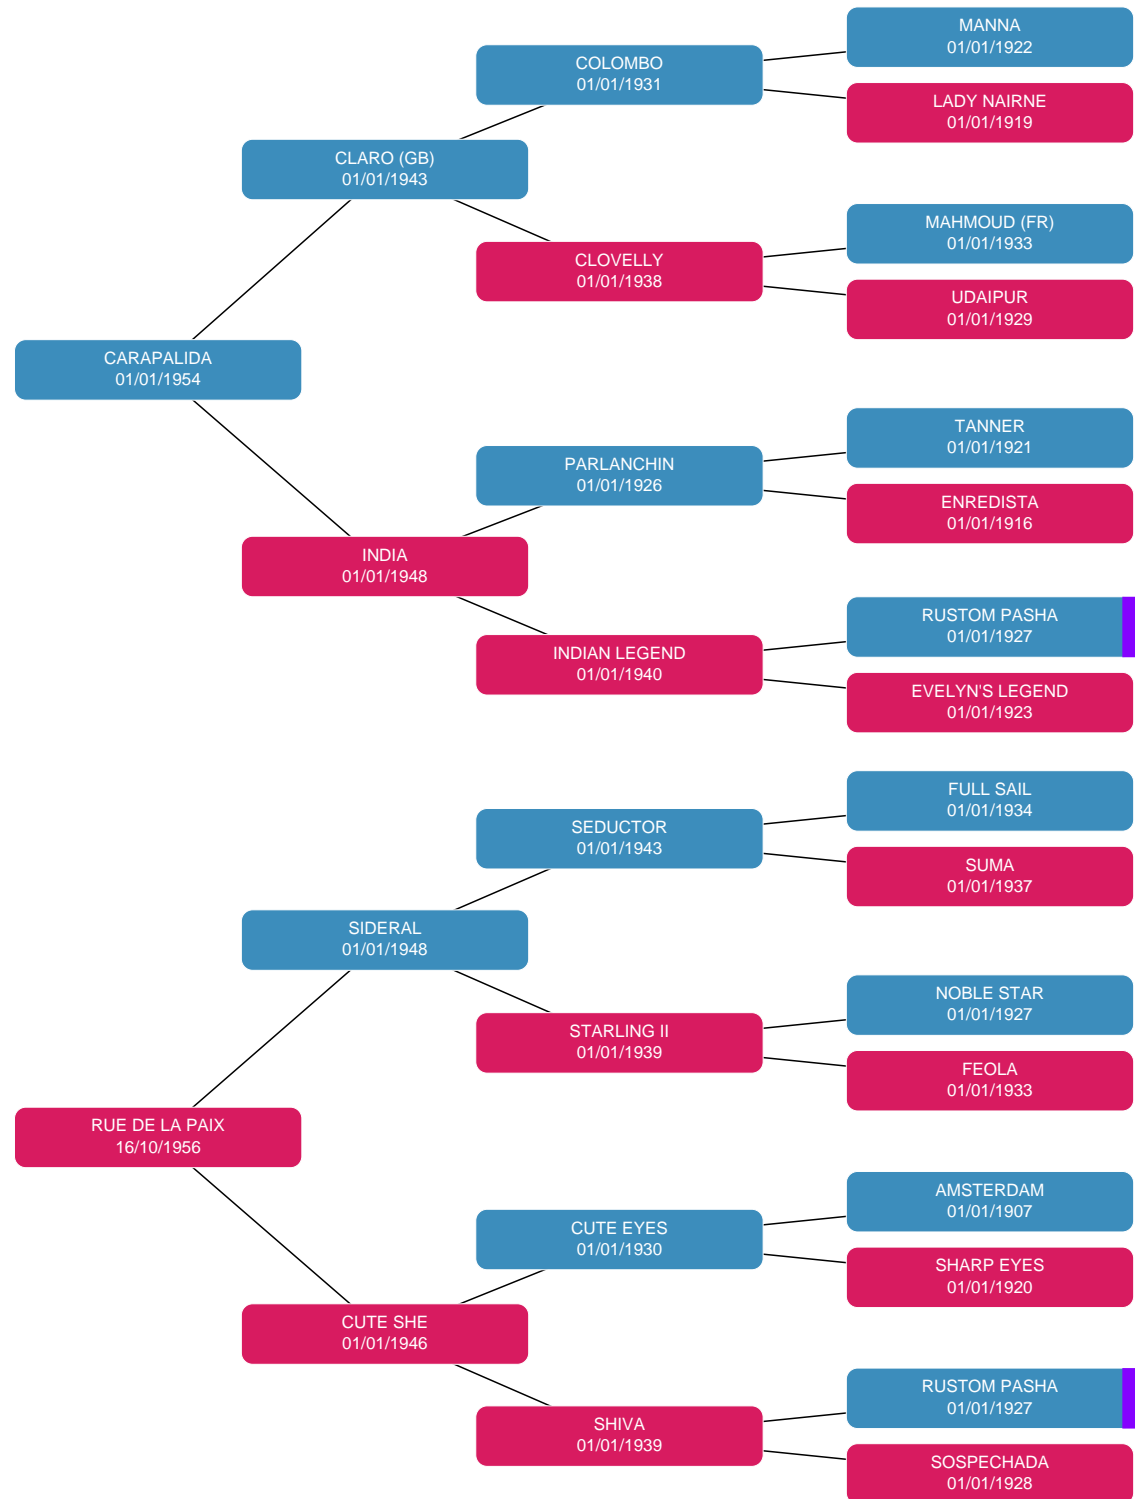 MANNA
01/01/1922
COLOMBO
01/01/1931
LADY NAIRNE
01/01/1919
CLARO (GB)
01/01/1943
MAHMOUD (FR)
01/01/1933
CLOVELLY
01/01/1938
UDAIPUR
01/01/1929
CARAPALIDA
01/01/1954
TANNER
01/01/1921
PARLANCHIN
01/01/1926
ENREDISTA
01/01/1916
INDIA
01/01/1948
RUSTOM PASHA
01/01/1927
INDIAN LEGEND
01/01/1940
EVELYN'S LEGEND
01/01/1923
FULL SAIL
01/01/1934
SEDUCTOR
01/01/1943
SUMA
01/01/1937
SIDERAL
01/01/1948
NOBLE STAR
01/01/1927
STARLING II
01/01/1939
FEOLA
01/01/1933
RUE DE LA PAIX
16/10/1956
AMSTERDAM
01/01/1907
CUTE EYES
01/01/1930
SHARP EYES
01/01/1920
CUTE SHE
01/01/1946
RUSTOM PASHA
01/01/1927
SHIVA
01/01/1939
SOSPECHADA
01/01/1928